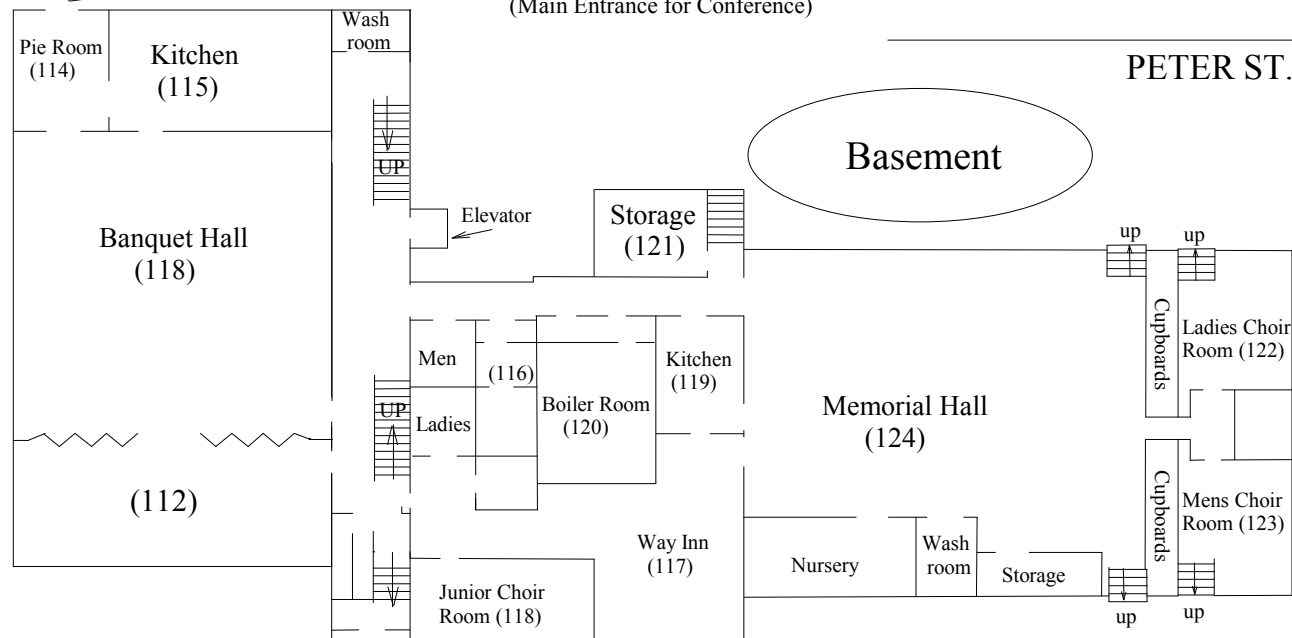 (Main Entrance for Conference)
PETER ST.
Basement
Wash
room
Pie Room
(114)
Kitchen
(115)
UP
Elevator
Storage
(121)
Banquet Hall
(118)
up
up
Cupboards
Ladies Choir
Room (122)
Men
(116)
Kitchen
(119)
Boiler Room
(120)
UP
Ladies
Memorial Hall
(124)
(112)
Cupboards
Mens Choir
Room (123)
Way Inn
(117)
Nursery
Wash
room
Storage
Junior Choir
Room (118)
up
up